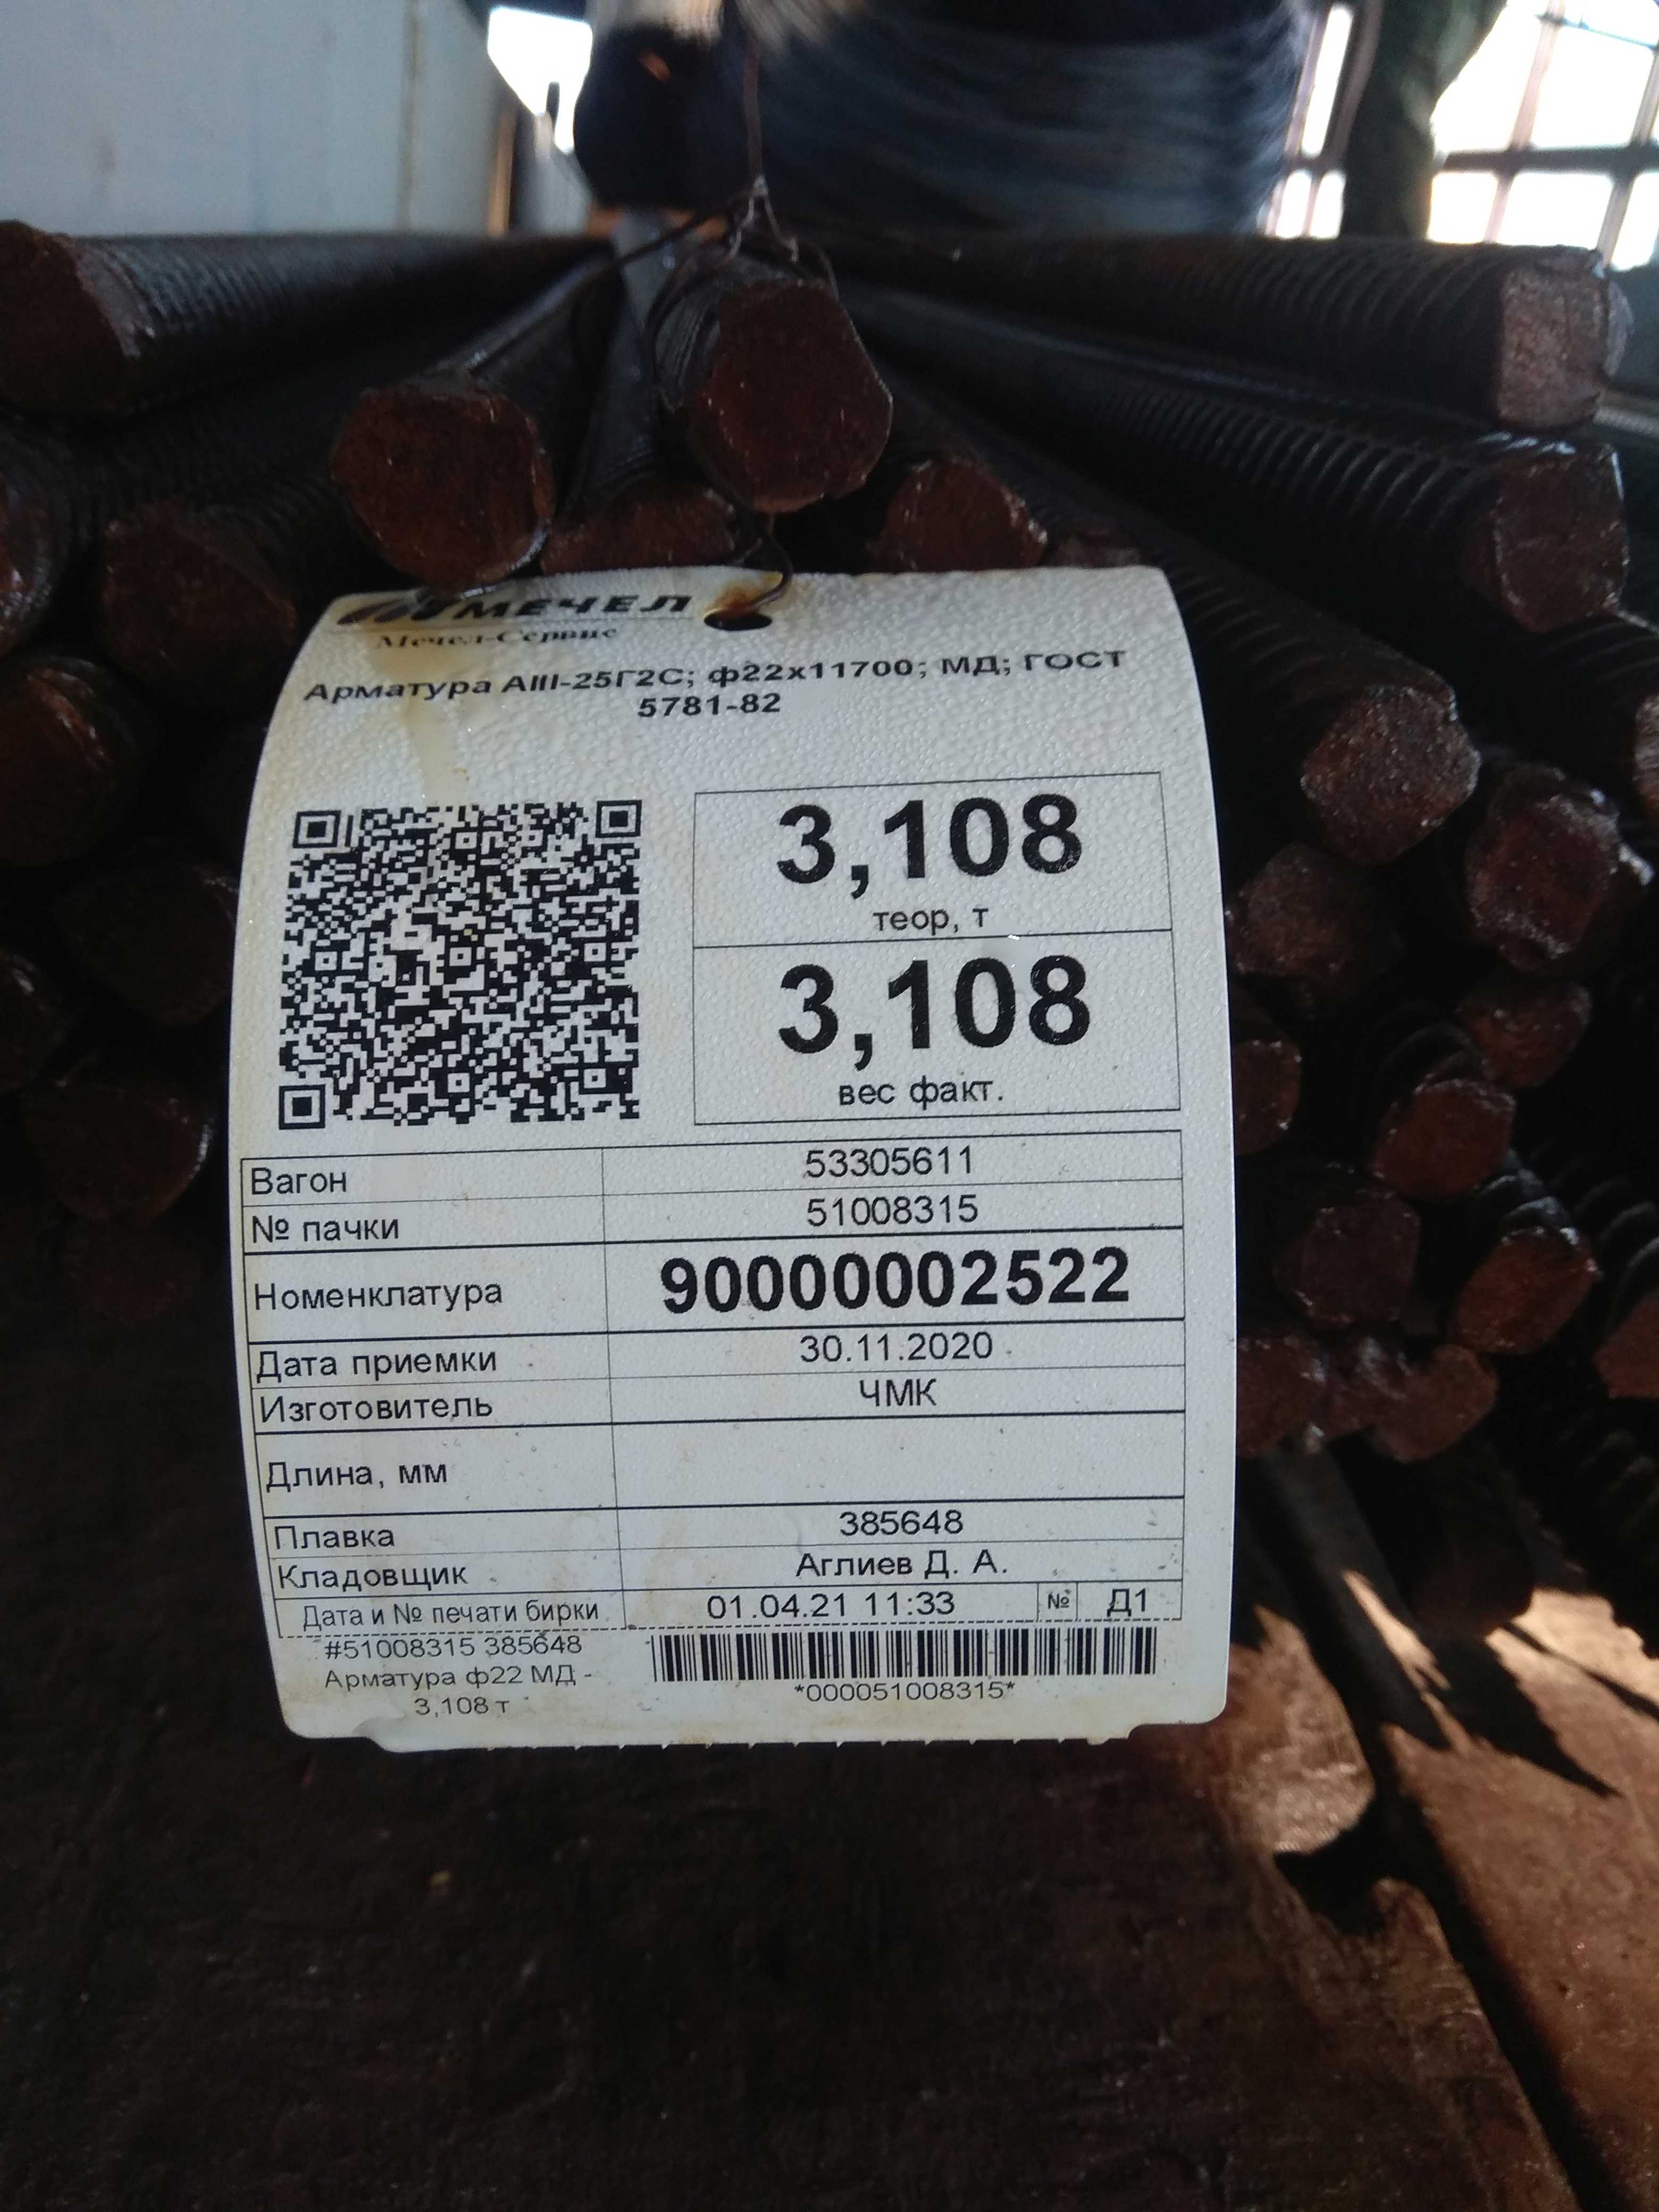 МЕЧЕЛ
Мечел-Сервис
Арматура АIII-25Г2С; ф22х11700; МД; ГОСТ
5781-82
3,108
теор, т
3,108
вес факт.
Вагон 53305611
№ пачки 51008315
Номенклатура 90000002522
Дата приемки 30.11.2020
Изготовитель ЧМК
Длина, мм
Плавка 385648
Кладовщик Аглиев Д. А.
Дата и № печати бирки 01.04.21 11:33 № Д1
#51008315 385648
Арматура ф22 МД -
3,108 т
*000051008315*